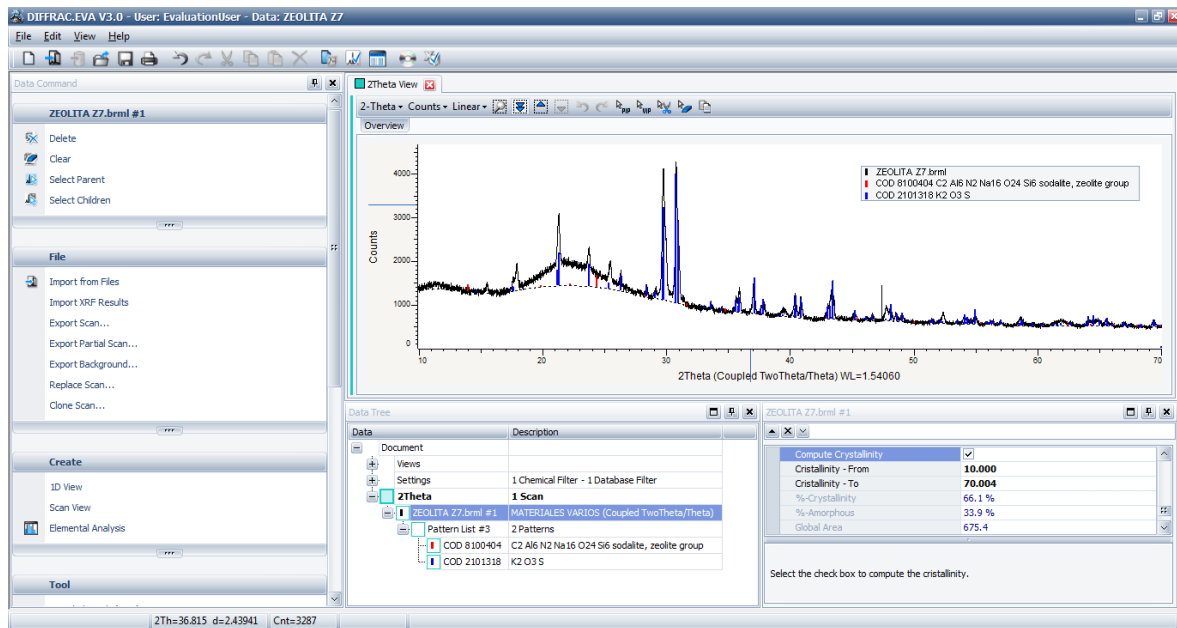 DIFFRAC.EVA V3.0 - User: EvaluationUser - Data: ZEOLITA Z7
File Edit View Help
Data Command
ZEOLITA Z7.brml #1
Delete
Clear
Select Parent
Select Children
File
Import from Files
Import XRF Results
Export Scan...
Export Partial Scan...
Export Background...
Replace Scan...
Clone Scan...
Create
1D View
Scan View
Elemental Analysis
Tool
2Theta View
2-Theta Counts Linear
Overview
ZEOLITA Z7.brml
COD 8100404 C2 Al6 N2 Na16 O24 Si6 sodalite, zeolite group
COD 2101318 K2 O3 S
Counts
4000
3000
2000
1000
0
10 20 30 40 50 60 70
2Theta (Coupled TwoTheta/Theta) WL=1.54060
Data Tree
Data Description
Document
Views
Settings 1 Chemical Filter - 1 Database Filter
2Theta 1 Scan
ZEOLITA Z7.brml #1 MATERIALES VARIOS (Coupled TwoTheta/Theta)
Pattern List #3 2 Patterns
COD 8100404 C2 Al6 N2 Na16 O24 Si6 sodalite, zeolite group
COD 2101318 K2 O3 S
ZEOLITA Z7.brml #1
Compute Crystallinity
Cristallinity - From 10.000
Cristallinity - To 70.004
%-Crystallinity 66.1 %
%-Amorphous 33.9 %
Global Area 675.4
Select the check box to compute the cristallinity.
2Th=36.815 d=2.43941 Cnt=3287